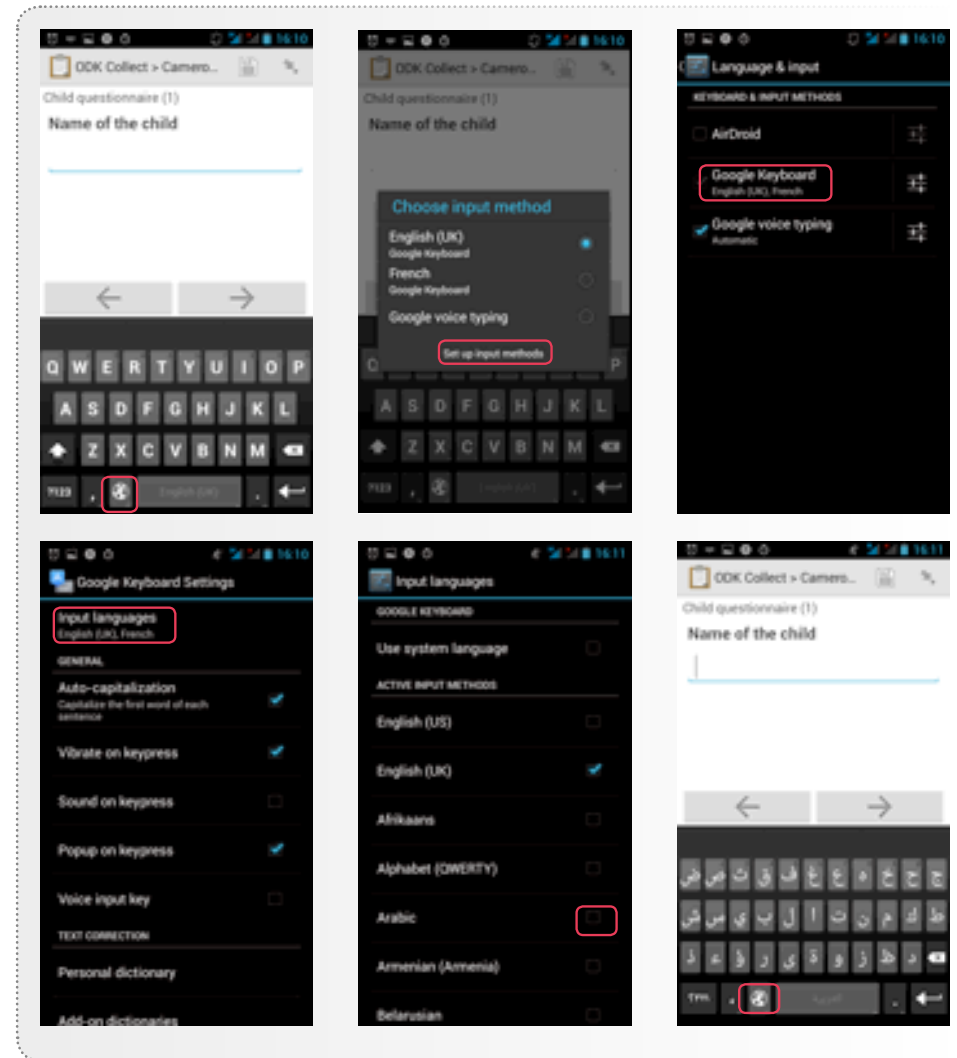 16:10
ODK Collect > Camero...
Child questionnaire (1)
Name of the child
Q W E R T Y U I O P
A S D F G H J K L
Z X C V B N M
?123 , English (UK) .
16:10
ODK Collect > Camero...
Child questionnaire (1)
Name of the child
Choose input method
English (UK)
Google Keyboard
French
Google Keyboard
Google voice typing
Set up input methods
Q P
A S D F G H J K L
Z X C V B N M
?123 , English (UK) .
16:10
Language & input
KEYBOARD & INPUT METHODS
AirDroid
Google Keyboard
English (UK), French
Google voice typing
Automatic
16:10
Google Keyboard Settings
Input languages
English (UK), French
GENERAL
Auto-capitalization
Capitalize the first word of each
sentence
Vibrate on keypress
Sound on keypress
Popup on keypress
Voice input key
TEXT CORRECTION
Personal dictionary
Add-on dictionaries
16:11
Input languages
GOOGLE KEYBOARD
Use system language
ACTIVE INPUT METHODS
English (US)
English (UK)
Afrikaans
Alphabet (QWERTY)
Arabic
Armenian (Armenia)
Belarusian
16:11
ODK Collect > Camero...
Child questionnaire (1)
Name of the child
ض ص ث ق ف غ ع ه خ ح ج
ش س ي ب ل ا ت ن م ك ط
ذ ء ؤ ر ى ة و ز ظ د
العربية